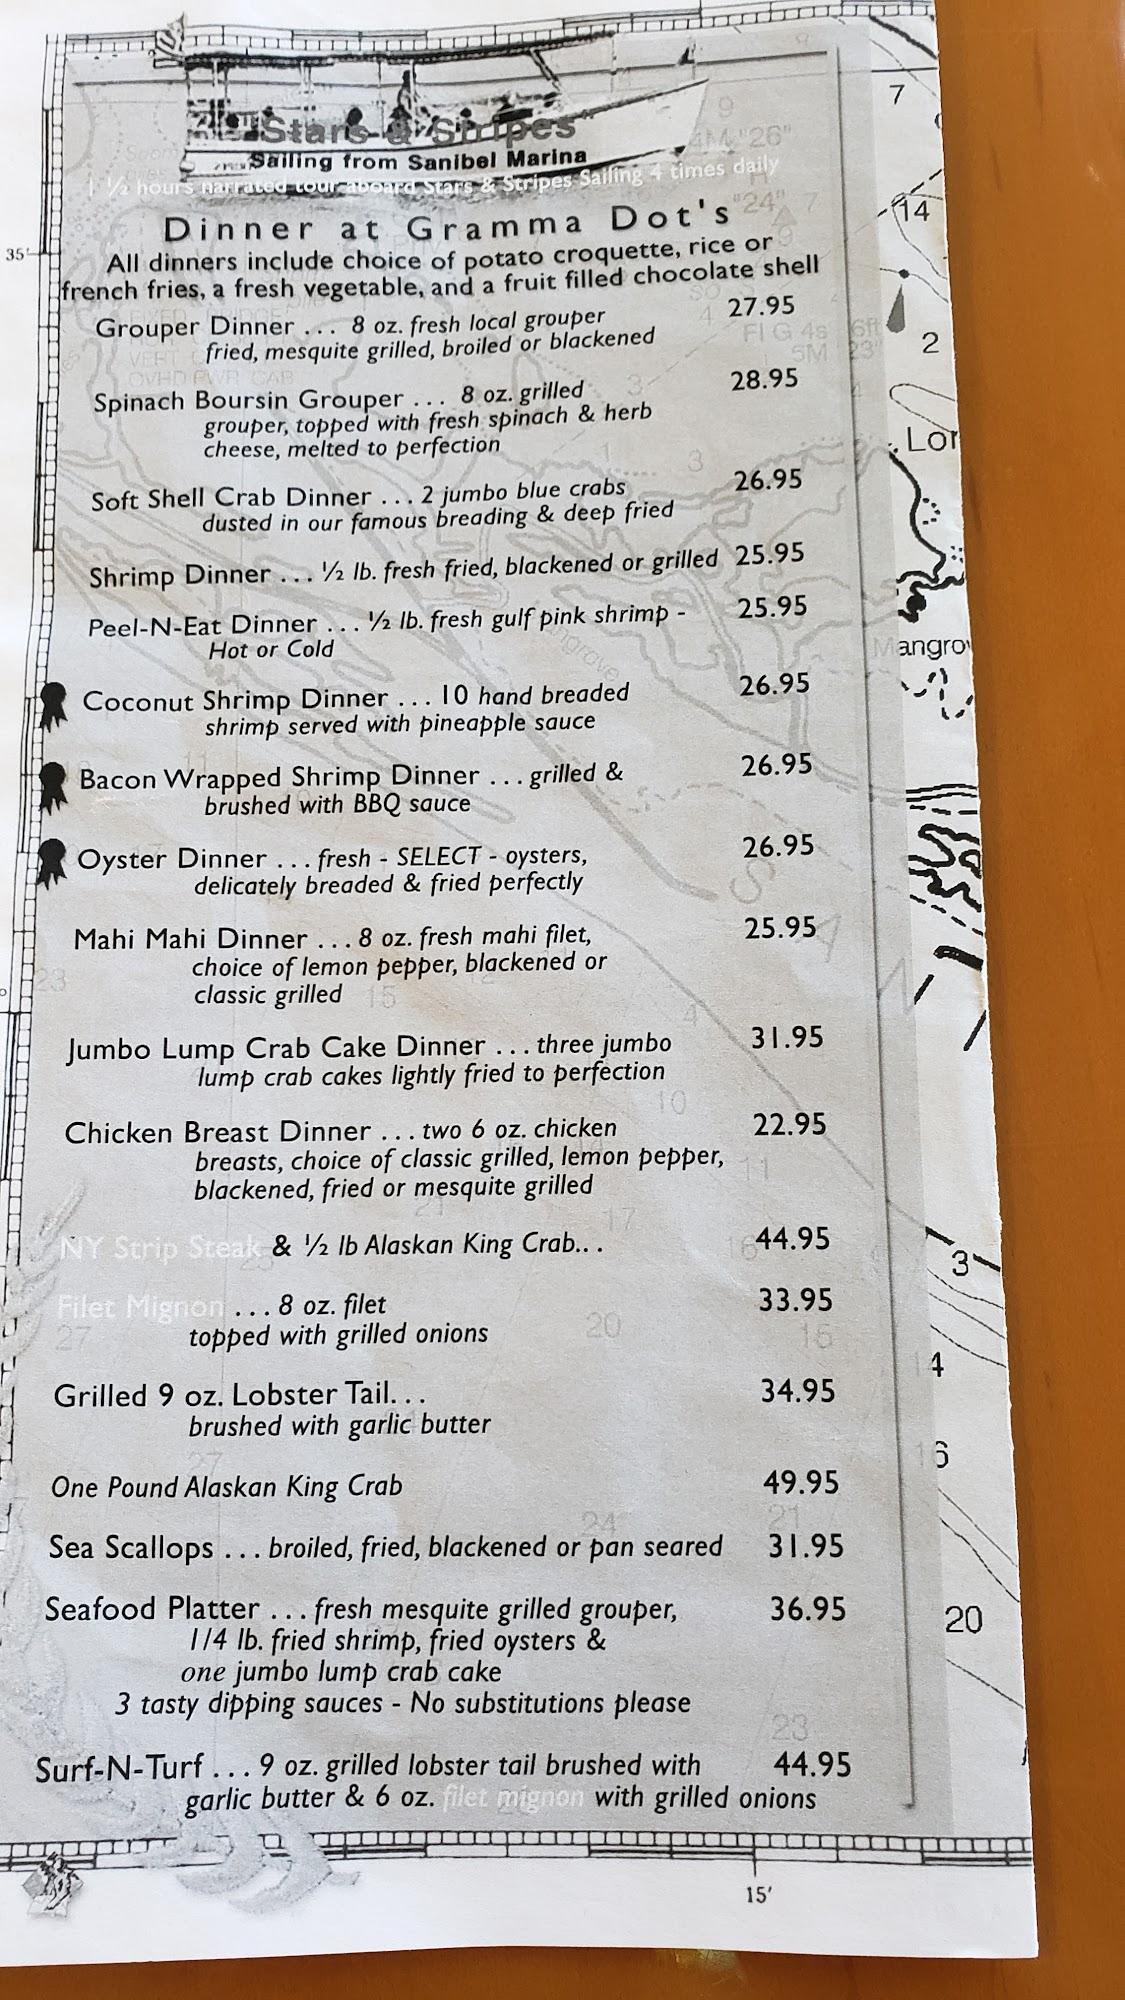 "Stars & Stripes"
Sailing from Sanibel Marina
1 ½ hours narrated tour aboard Stars & Stripes Sailing 4 times daily
Dinner at Gramma Dot's
All dinners include choice of potato croquette, rice or
french fries, a fresh vegetable, and a fruit filled chocolate shell
Grouper Dinner ... 8 oz. fresh local grouper 27.95
fried, mesquite grilled, broiled or blackened
Spinach Boursin Grouper ... 8 oz. grilled 28.95
grouper, topped with fresh spinach & herb
cheese, melted to perfection
Soft Shell Crab Dinner ... 2 jumbo blue crabs 26.95
dusted in our famous breading & deep fried
Shrimp Dinner ... ½ lb. fresh fried, blackened or grilled 25.95
Peel-N-Eat Dinner ... ½ lb. fresh gulf pink shrimp - 25.95
Hot or Cold
Coconut Shrimp Dinner ... 10 hand breaded 26.95
shrimp served with pineapple sauce
Bacon Wrapped Shrimp Dinner ... grilled & 26.95
brushed with BBQ sauce
Oyster Dinner ... fresh - SELECT - oysters, 26.95
delicately breaded & fried perfectly
Mahi Mahi Dinner ... 8 oz. fresh mahi filet, 25.95
choice of lemon pepper, blackened or
classic grilled
Jumbo Lump Crab Cake Dinner ... three jumbo 31.95
lump crab cakes lightly fried to perfection
Chicken Breast Dinner ... two 6 oz. chicken 22.95
breasts, choice of classic grilled, lemon pepper,
blackened, fried or mesquite grilled
NY Strip Steak & ½ lb Alaskan King Crab... 44.95
Filet Mignon ... 8 oz. filet 33.95
topped with grilled onions
Grilled 9 oz. Lobster Tail... 34.95
brushed with garlic butter
One Pound Alaskan King Crab 49.95
Sea Scallops ... broiled, fried, blackened or pan seared 31.95
Seafood Platter ... fresh mesquite grilled grouper, 36.95
1/4 lb. fried shrimp, fried oysters &
one jumbo lump crab cake
3 tasty dipping sauces - No substitutions please
Surf-N-Turf ... 9 oz. grilled lobster tail brushed with 44.95
garlic butter & 6 oz. filet mignon with grilled onions
35'
15'
7
14
2
3
4
16
20